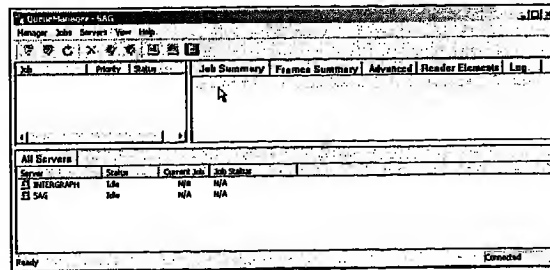 QueueManager - SAG
Manager Jobs Servers View Help
Job Priority Status
Job Summary Frames Summary Advanced Reader Elements Log
All Servers
Server Status Current Job Job Status
INTERGRAPH Idle N/A N/A
SAG Idle N/A N/A
Ready Connected